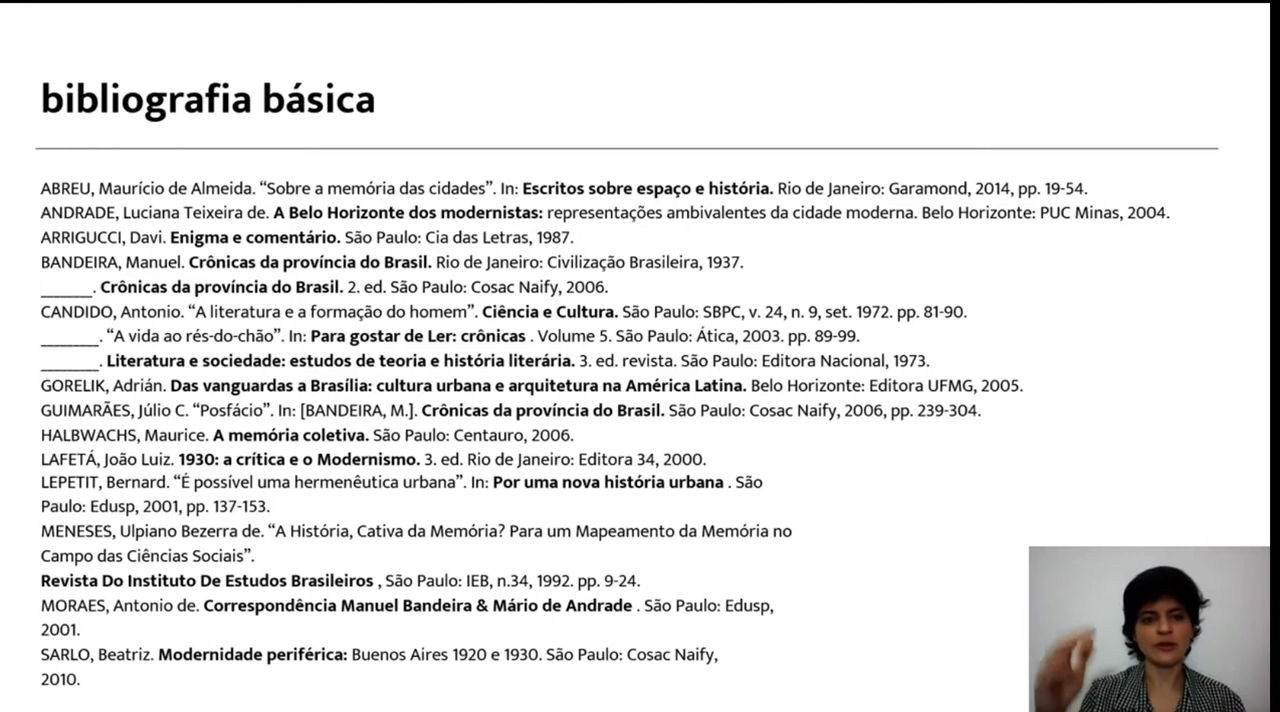 bibliografia básica
ABREU, Maurício de Almeida. “Sobre a memória das cidades”. In: Escritos sobre espaço e história. Rio de Janeiro: Garamond, 2014, pp. 19-54.
ANDRADE, Luciana Teixeira de. A Belo Horizonte dos modernistas: representações ambivalentes da cidade moderna. Belo Horizonte: PUC Minas, 2004.
ARRIGUCCI, Davi. Enigma e comentário. São Paulo: Cia das Letras, 1987.
BANDEIRA, Manuel. Crônicas da província do Brasil. Rio de Janeiro: Civilização Brasileira, 1937.
______. Crônicas da província do Brasil. 2. ed. São Paulo: Cosac Naify, 2006.
CANDIDO, Antonio. “A literatura e a formação do homem”. Ciência e Cultura. São Paulo: SBPC, v. 24, n. 9, set. 1972. pp. 81-90.
_______. “A vida ao rés-do-chão”. In: Para gostar de Ler: crônicas . Volume 5. São Paulo: Ática, 2003. pp. 89-99.
_______. Literatura e sociedade: estudos de teoria e história literária. 3. ed. revista. São Paulo: Editora Nacional, 1973.
GORELIK, Adrián. Das vanguardas a Brasília: cultura urbana e arquitetura na América Latina. Belo Horizonte: Editora UFMG, 2005.
GUIMARÃES, Júlio C. “Posfácio”. In: [BANDEIRA, M.]. Crônicas da província do Brasil. São Paulo: Cosac Naify, 2006, pp. 239-304.
HALBWACHS, Maurice. A memória coletiva. São Paulo: Centauro, 2006.
LAFETÁ, João Luiz. 1930: a crítica e o Modernismo. 3. ed. Rio de Janeiro: Editora 34, 2000.
LEPETIT, Bernard. “É possível uma hermenêutica urbana”. In: Por uma nova história urbana . São
Paulo: Edusp, 2001, pp. 137-153.
MENESES, Ulpiano Bezerra de. “A História, Cativa da Memória? Para um Mapeamento da Memória no
Campo das Ciências Sociais”.
Revista Do Instituto De Estudos Brasileiros , São Paulo: IEB, n.34, 1992. pp. 9-24.
MORAES, Antonio de. Correspondência Manuel Bandeira & Mário de Andrade . São Paulo: Edusp,
2001.
SARLO, Beatriz. Modernidade periférica: Buenos Aires 1920 e 1930. São Paulo: Cosac Naify,
2010.